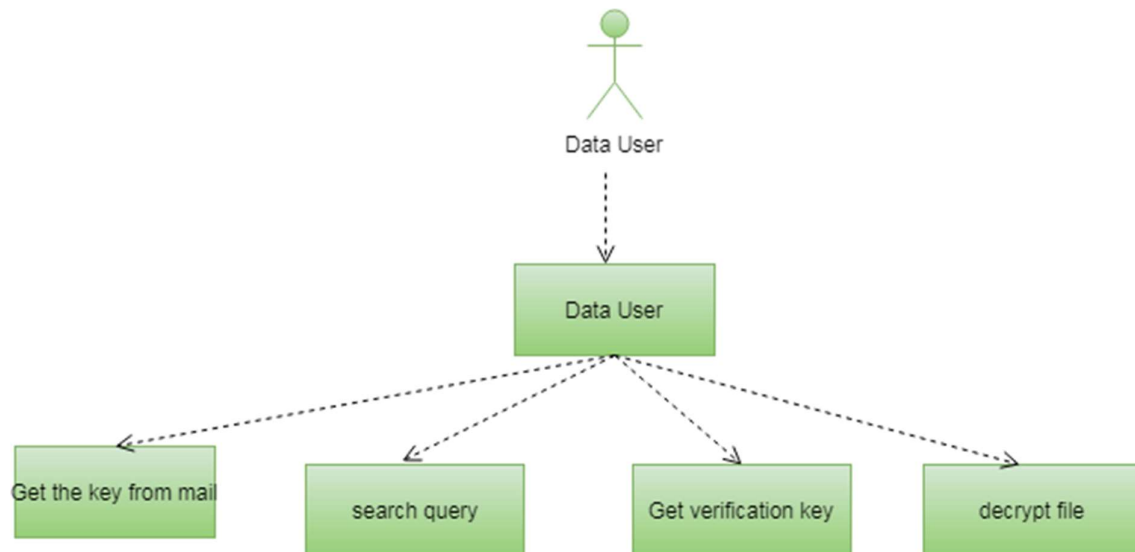 Data User
Data User
Get the key from mail
search query
Get verification key
decrypt file